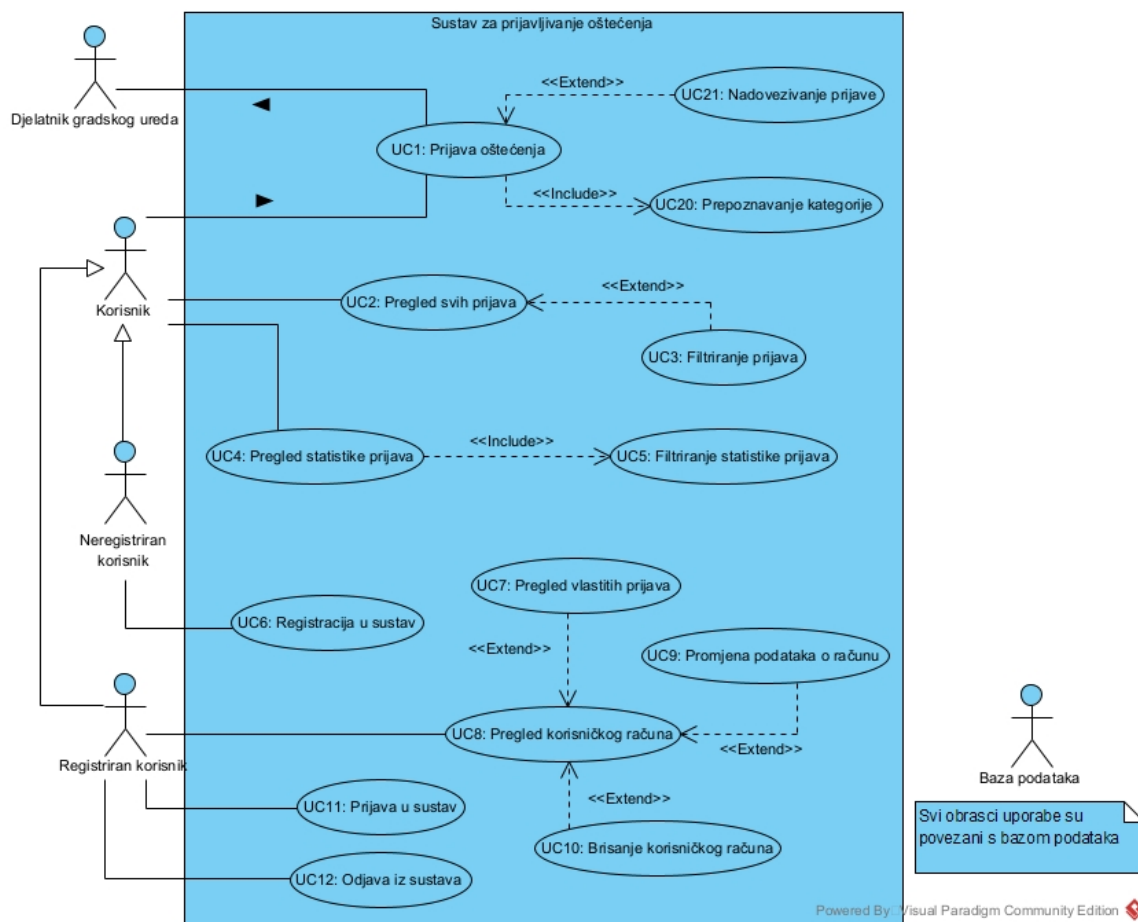 Sustav za prijavljivanje oštećenja
Djelatnik gradskog ureda
<<Extend>>
UC21: Nadovezivanje prijave
UC1: Prijava oštećenja
<<Include>>
UC20: Prepoznavanje kategorije
Korisnik
UC2: Pregled svih prijava
<<Extend>>
UC3: Filtriranje prijava
UC4: Pregled statistike prijava
<<Include>>
UC5: Filtriranje statistike prijava
Neregistriran
korisnik
UC6: Registracija u sustav
UC7: Pregled vlastitih prijava
<<Extend>>
UC9: Promjena podataka o računu
UC8: Pregled korisničkog računa
<<Extend>>
Registriran korisnik
UC11: Prijava u sustav
<<Extend>>
UC10: Brisanje korisničkog računa
UC12: Odjava iz sustava
Baza podataka
Svi obrasci uporabe su
povezani s bazom podataka
Powered By Visual Paradigm Community Edition